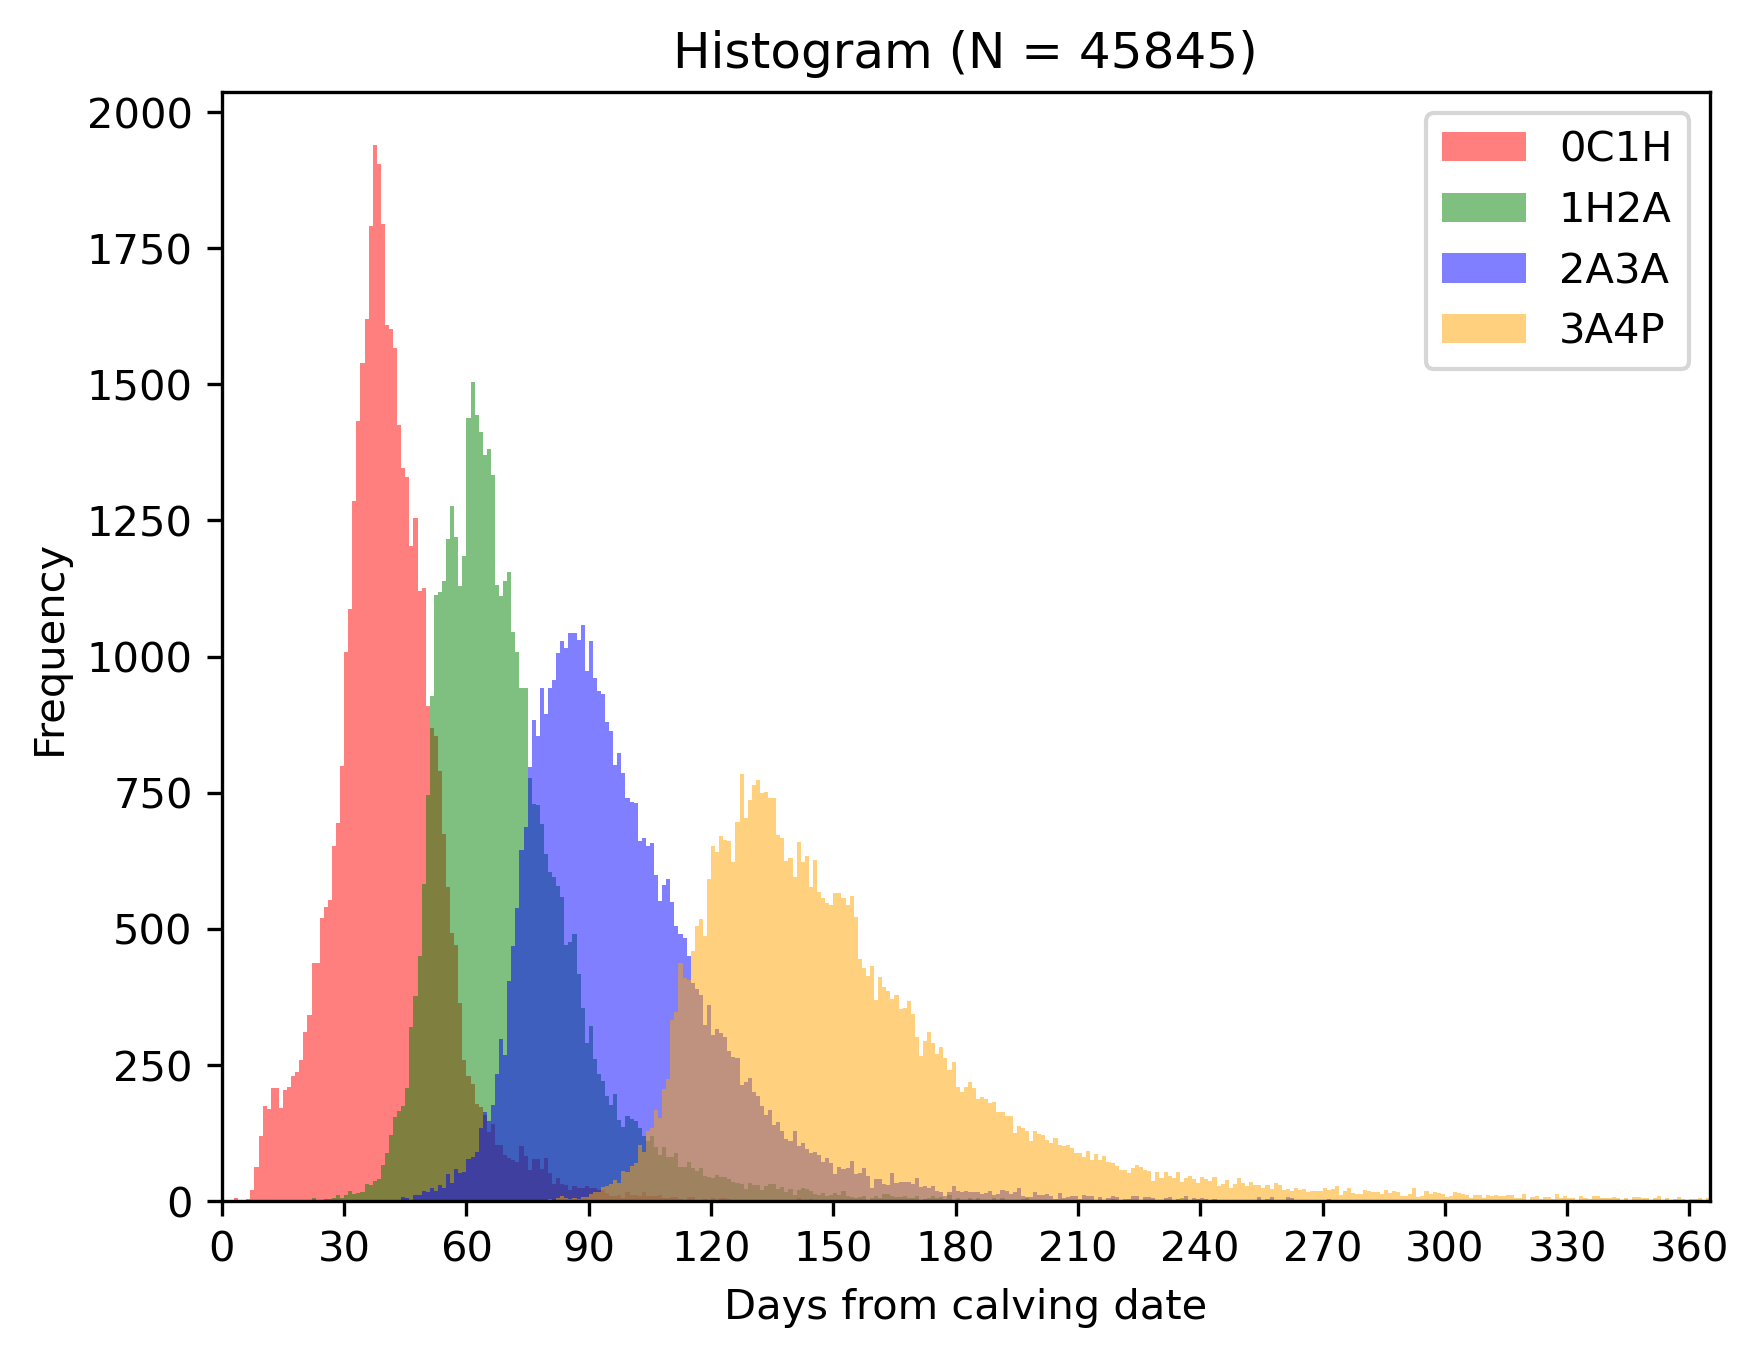 Histogram (N = 45845)
2000
1750
1500
1250
1000
750
500
250
0
Frequency
0C1H
1H2A
2A3A
3A4P
0 30 60 90 120 150 180 210 240 270 300 330 360
Days from calving date